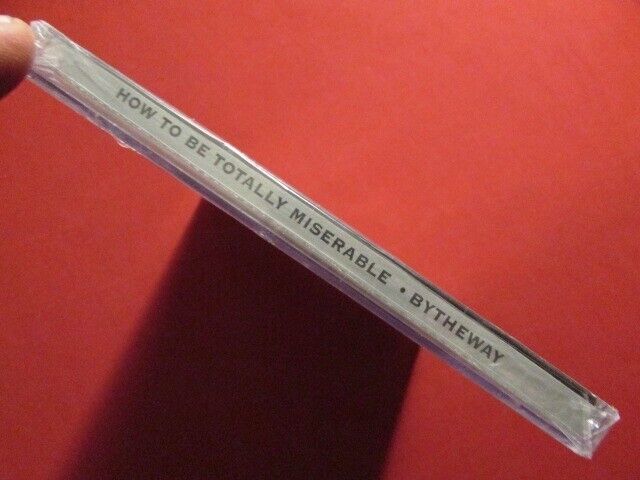 HOW TO BE TOTALLY MISERABLE • BYTHEWAY